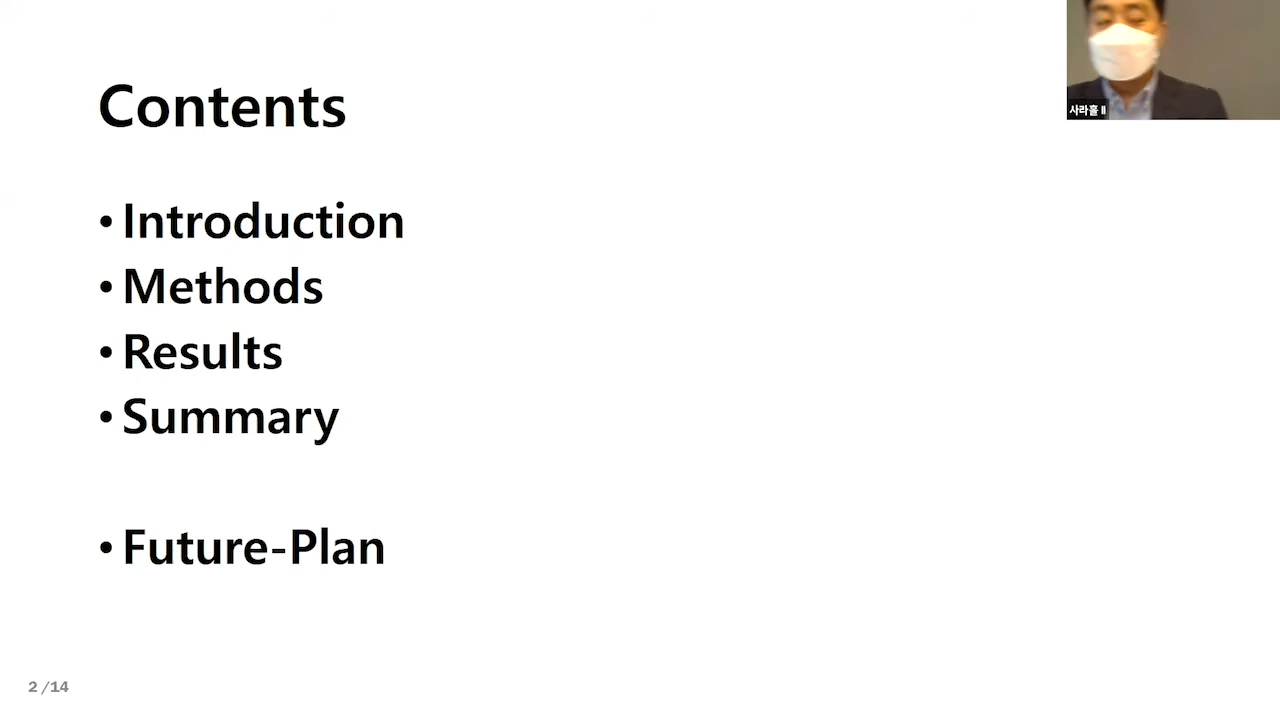 Contents
사라홀 II
• Introduction
• Methods
• Results
• Summary
• Future-Plan
2 /14